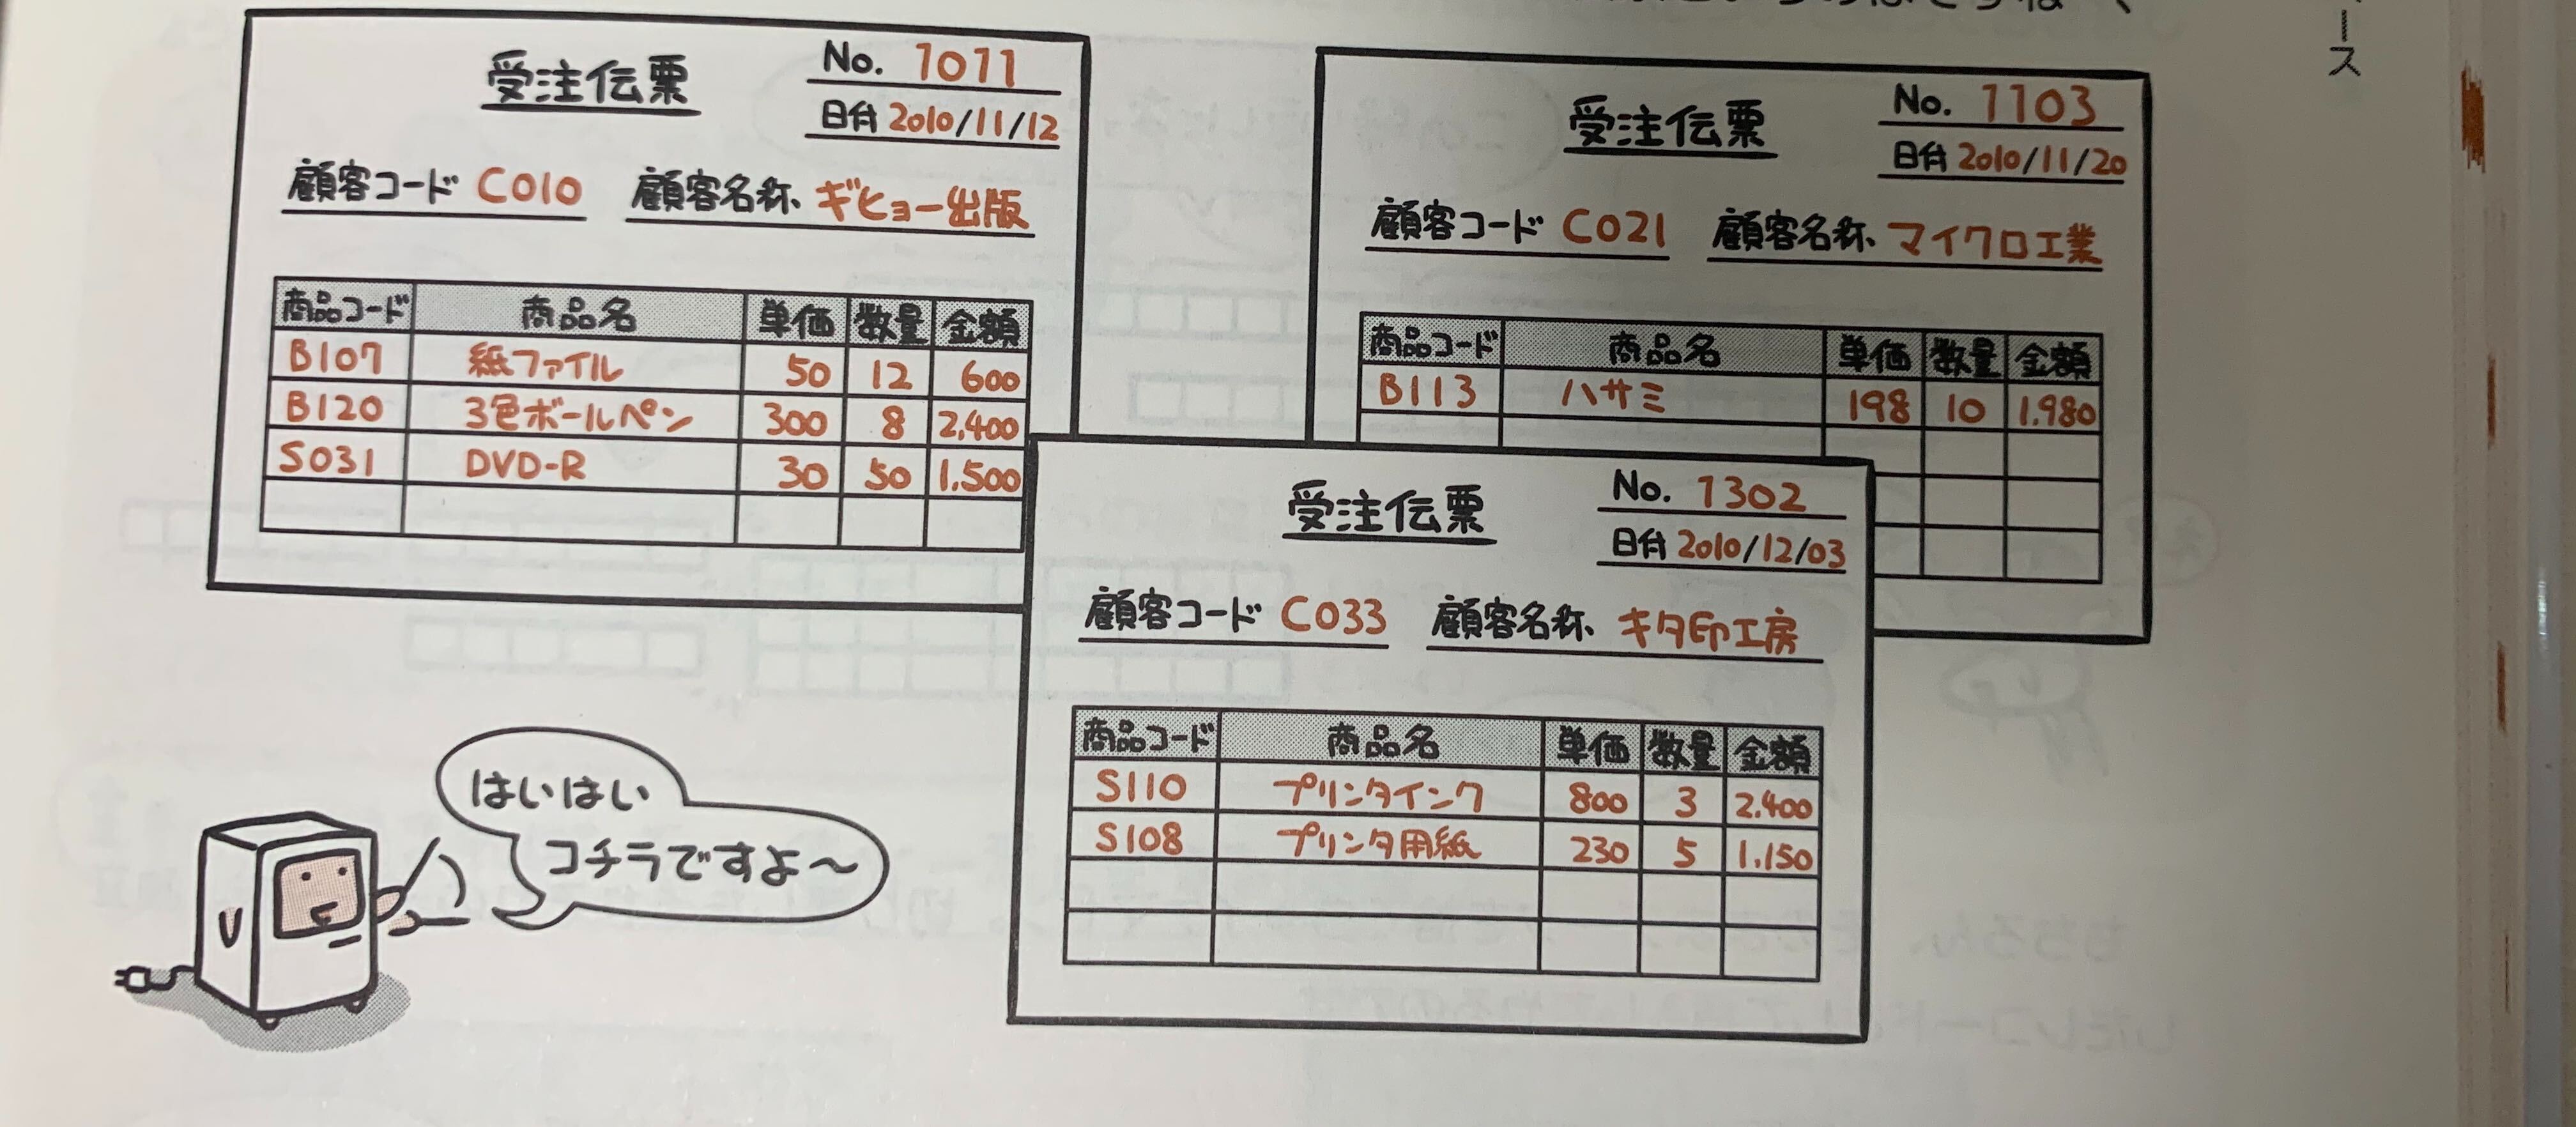 ース
受注伝票
No. 1011
日付 2010/11/12
顧客コード C010 顧客名称 ギヒョー出版
商品コード 商品名 単価 数量 金額
B107 紙ファイル 50 12 600
B120 3色ボールペン 300 8 2,400
S031 DVD-R 30 50 1,500
受注伝票
No. 1103
日付 2010/11/20
顧客コード C021 顧客名称 マイクロ工業
商品コード 商品名 単価 数量 金額
B113 ハサミ 198 10 1,980
受注伝票
No. 1302
日付 2010/12/03
顧客コード C033 顧客名称 キタ印工房
商品コード 商品名 単価 数量 金額
S110 プリンタインク 800 3 2,400
S108 プリンタ用紙 230 5 1,150
はいはい
コチラですよ～